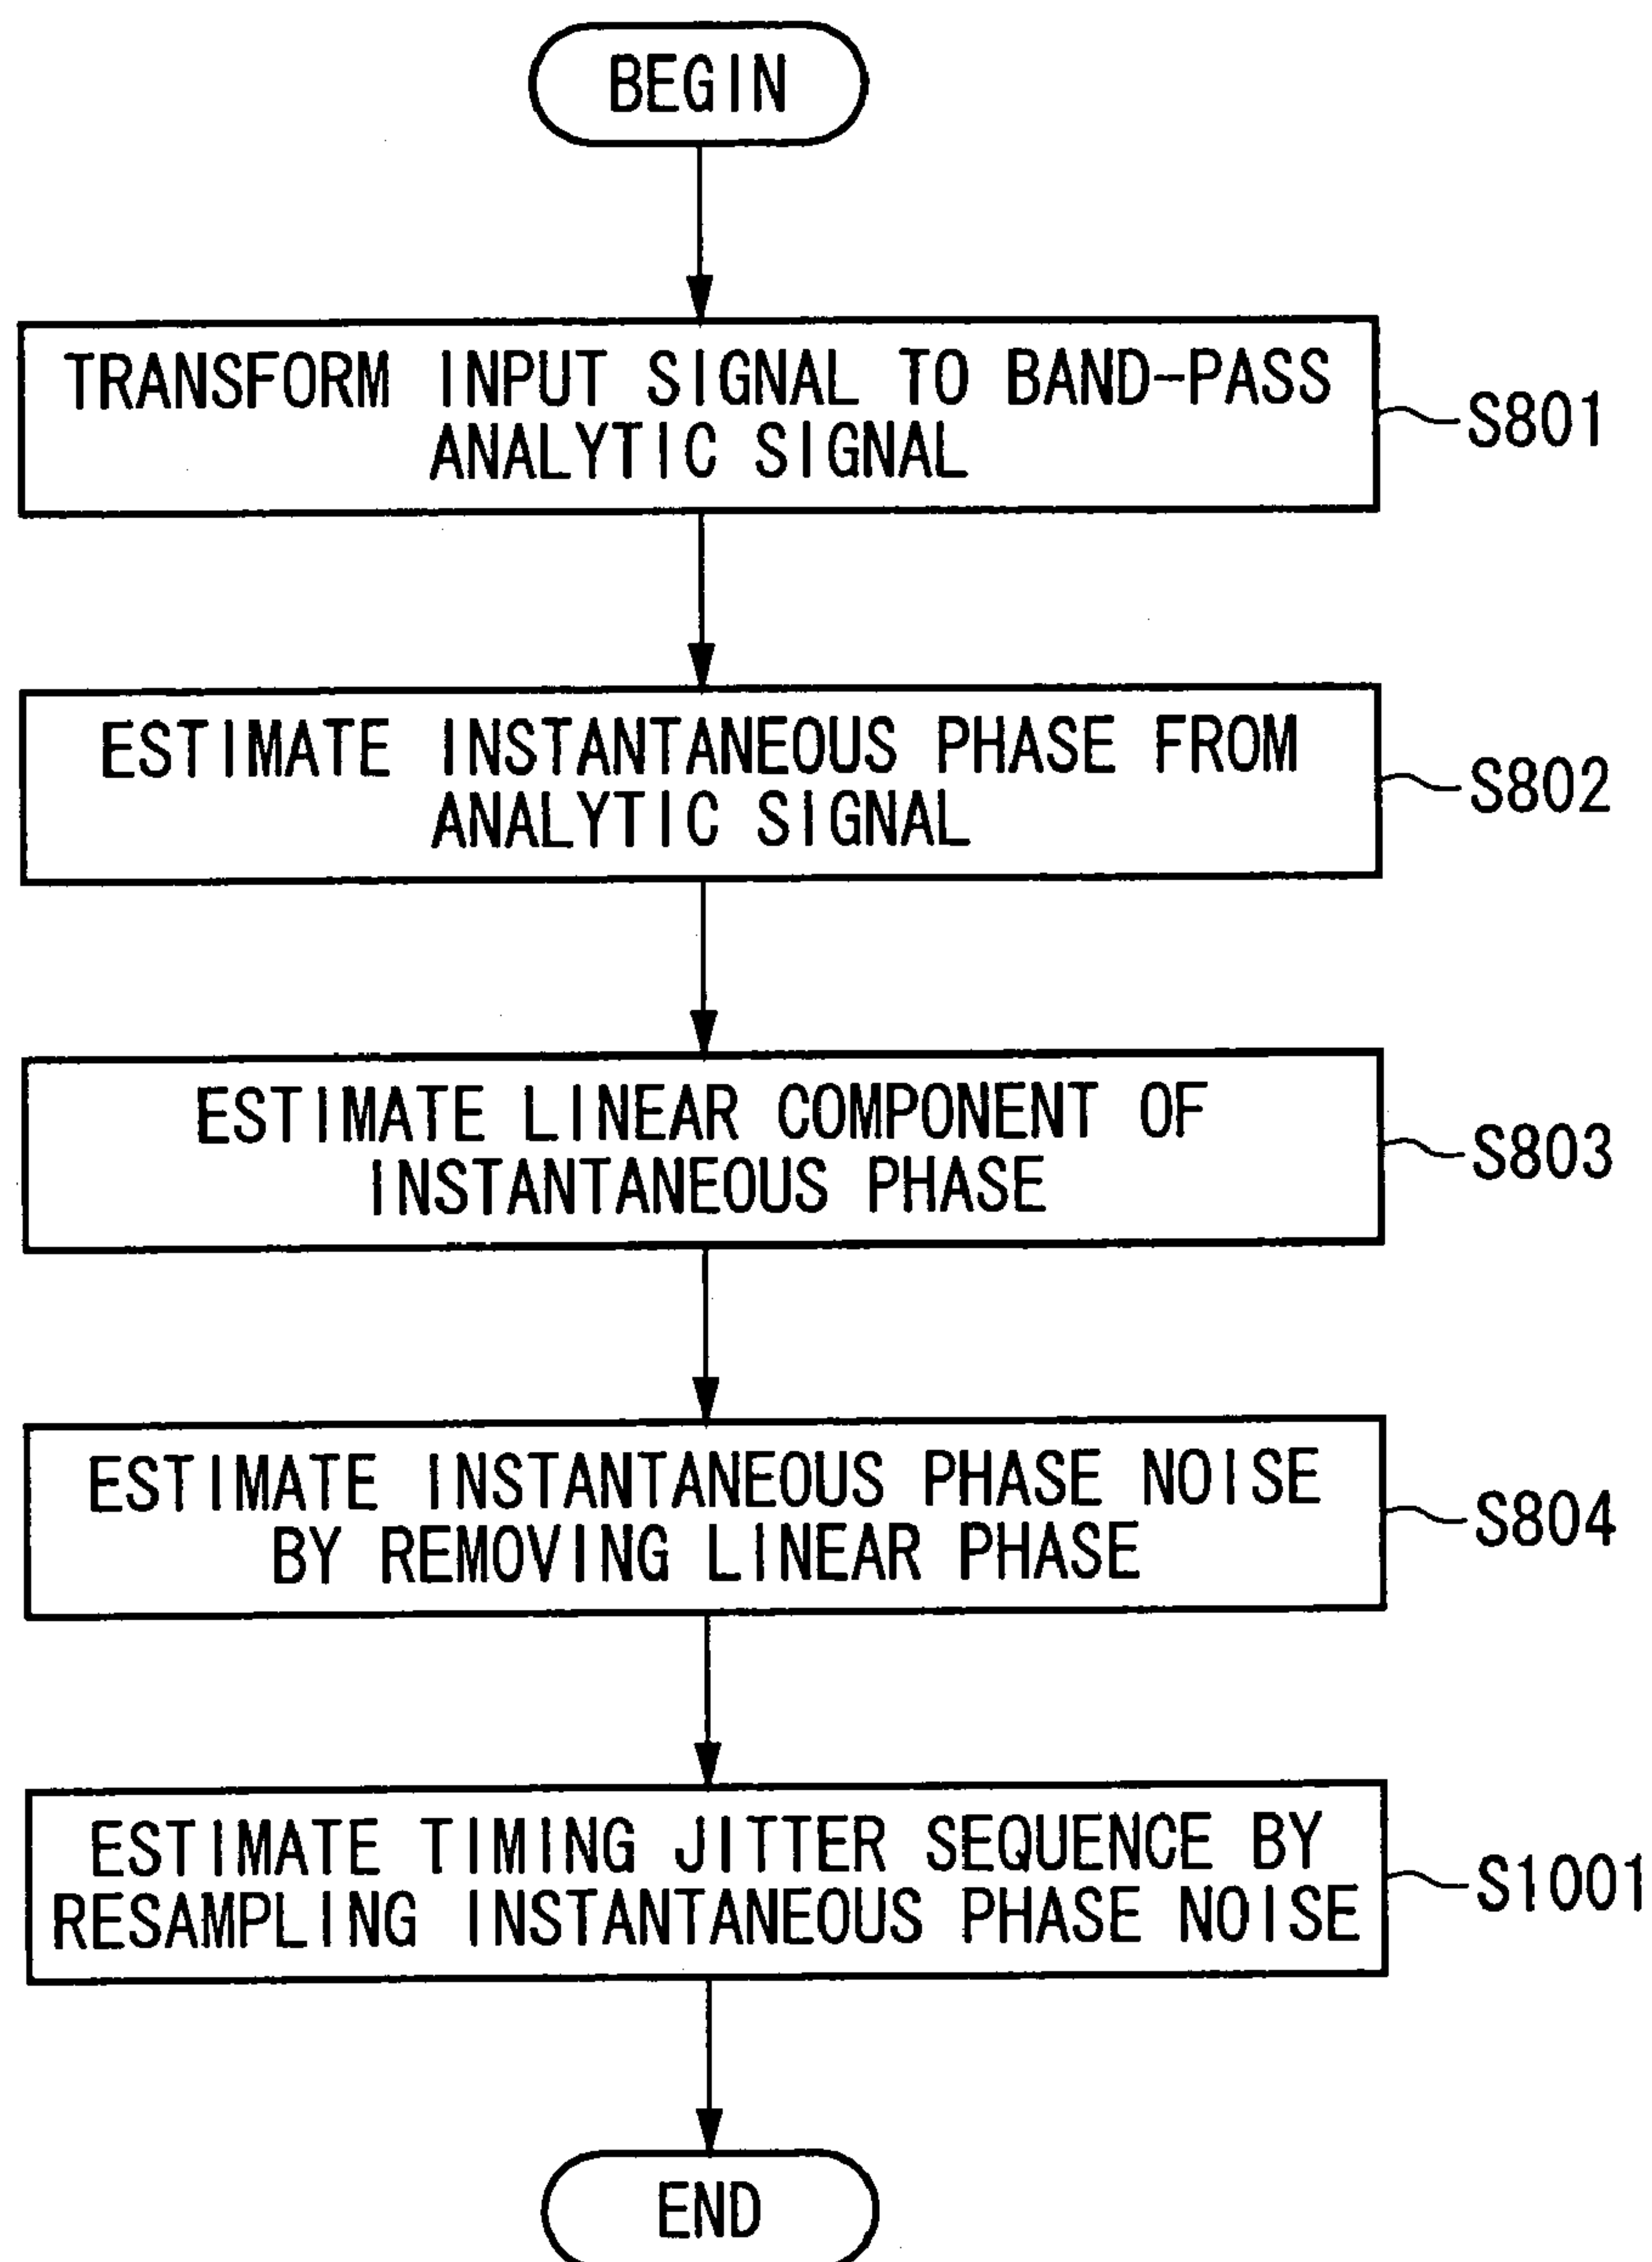 BEGIN
TRANSFORM INPUT SIGNAL TO BAND-PASS
ANALYTIC SIGNAL
S801
ESTIMATE INSTANTANEOUS PHASE FROM
ANALYTIC SIGNAL
S802
ESTIMATE LINEAR COMPONENT OF
INSTANTANEOUS PHASE
S803
ESTIMATE INSTANTANEOUS PHASE NOISE
BY REMOVING LINEAR PHASE
S804
ESTIMATE TIMING JITTER SEQUENCE BY
RESAMPLING INSTANTANEOUS PHASE NOISE
S1001
END